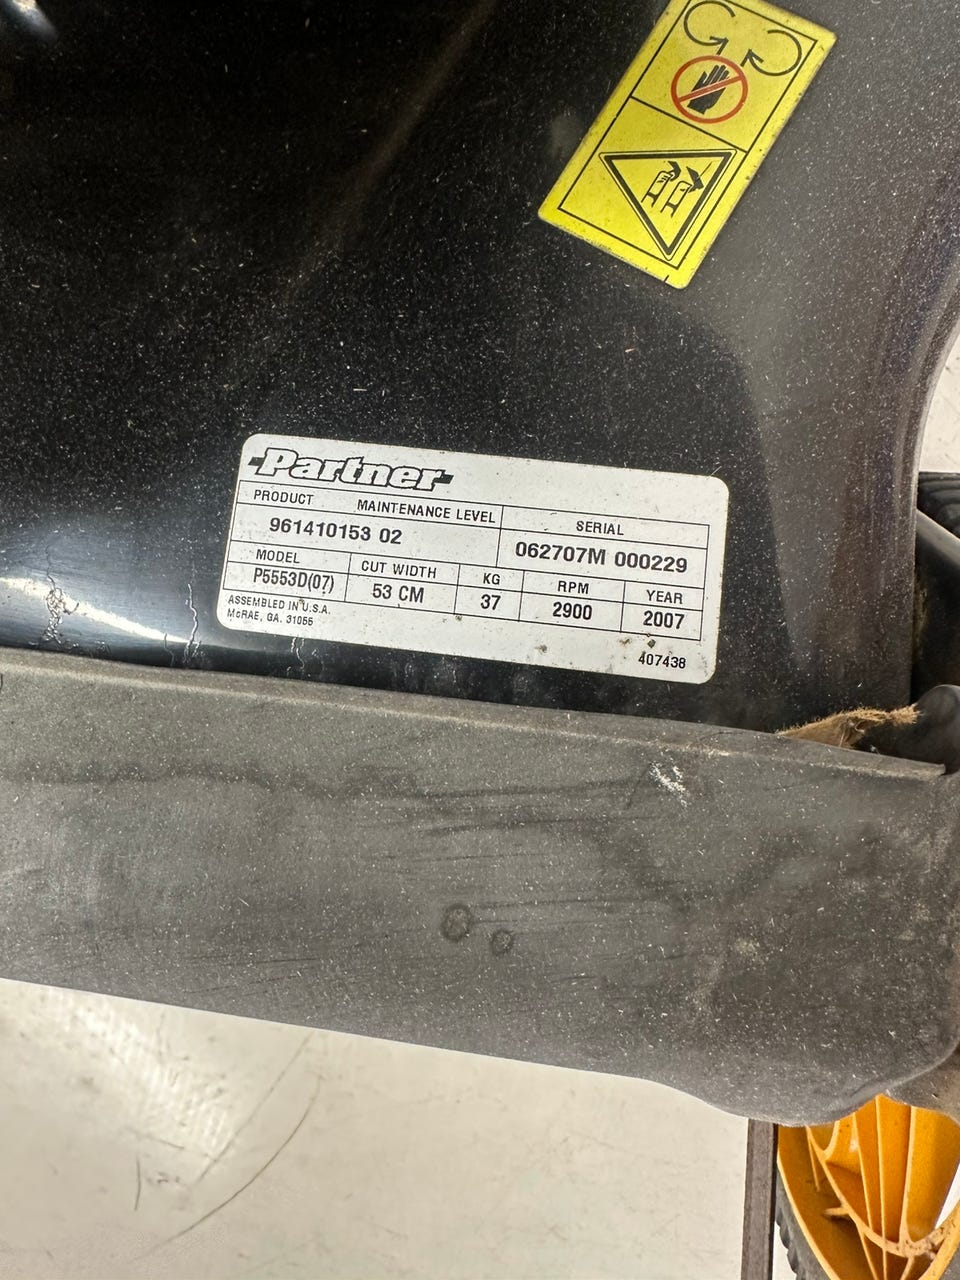 Partner
PRODUCT MAINTENANCE LEVEL SERIAL
961410153 02 062707M 000229
MODEL CUT WIDTH KG RPM YEAR
P5553D(07) 53 CM 37 2900 2007
ASSEMBLED IN U.S.A.
McRAE, GA. 31055
407438